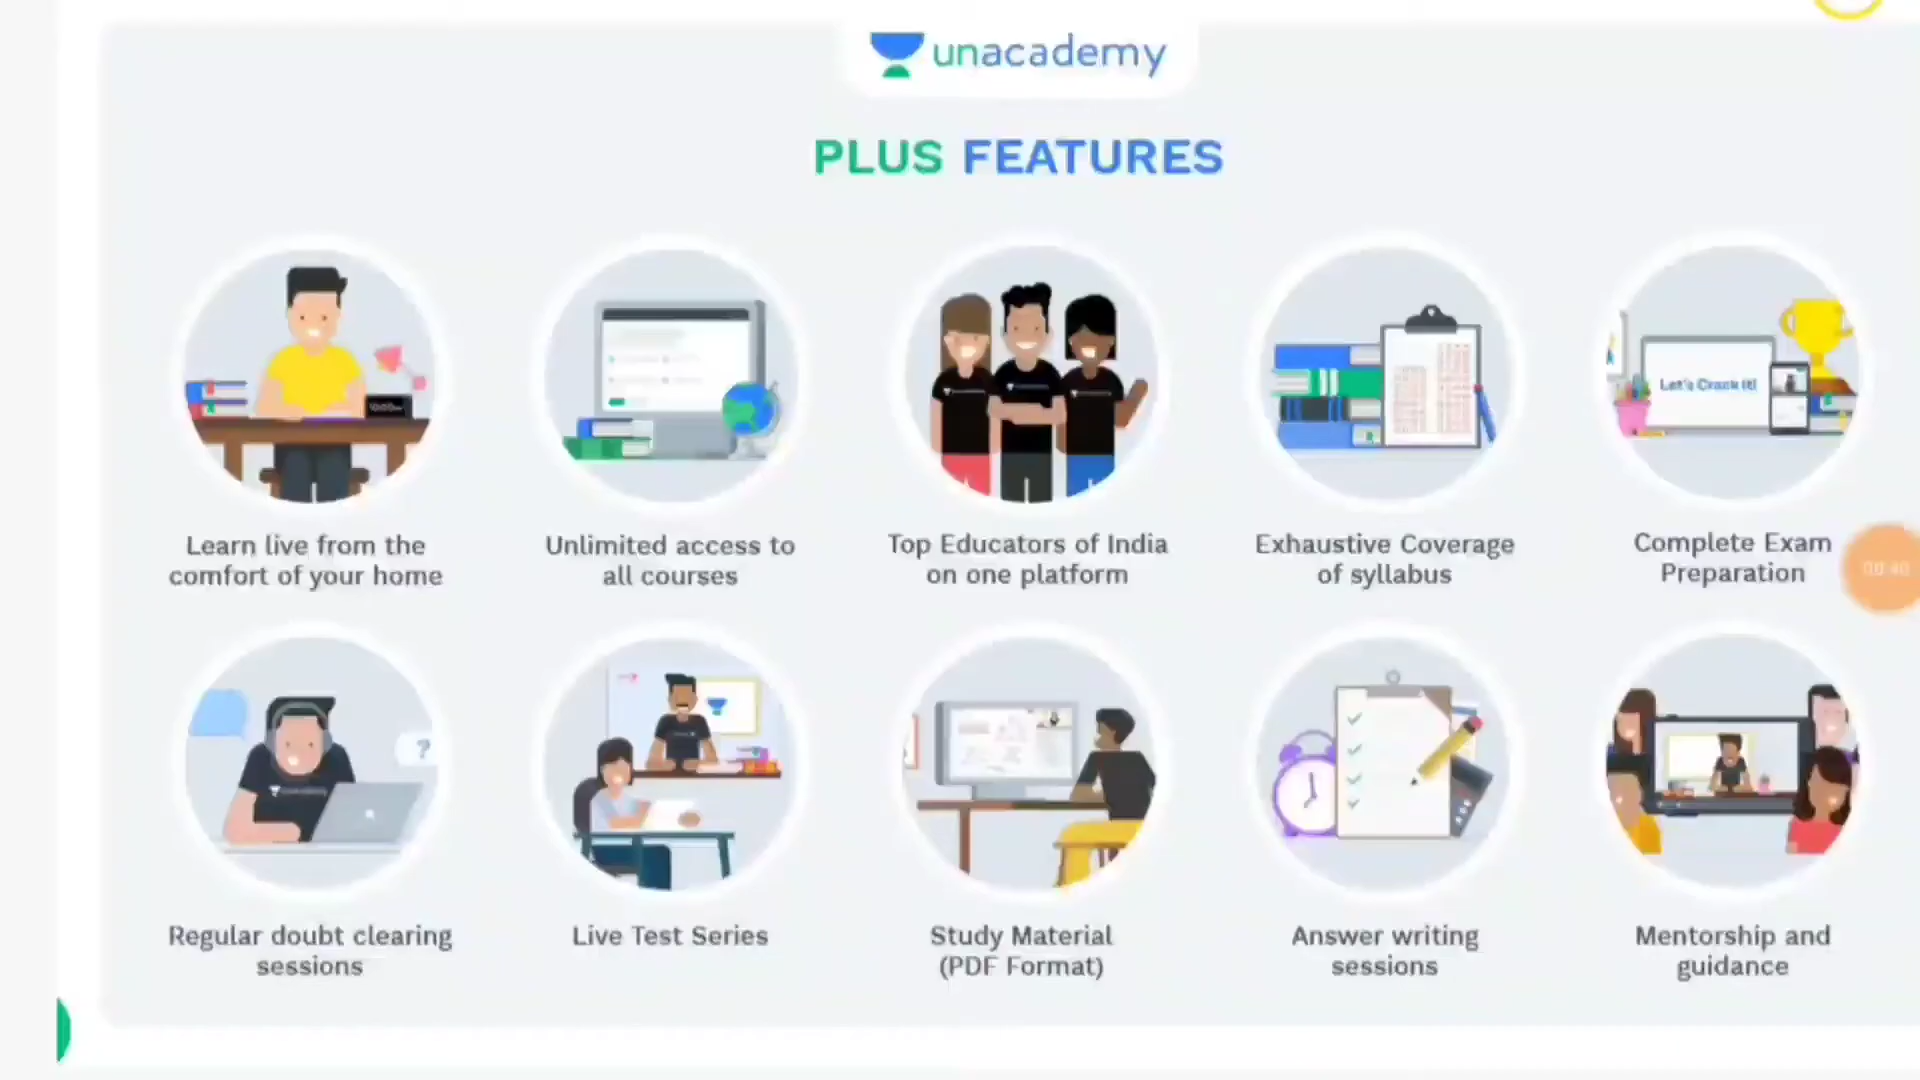 unacademy
PLUS FEATURES
Let's Crack It!
Learn live from the
comfort of your home
Unlimited access to
all courses
Top Educators of India
on one platform
Exhaustive Coverage
of syllabus
Complete Exam
Preparation
?
Regular doubt clearing
sessions
Live Test Series
Study Material
(PDF Format)
Answer writing
sessions
Mentorship and
guidance